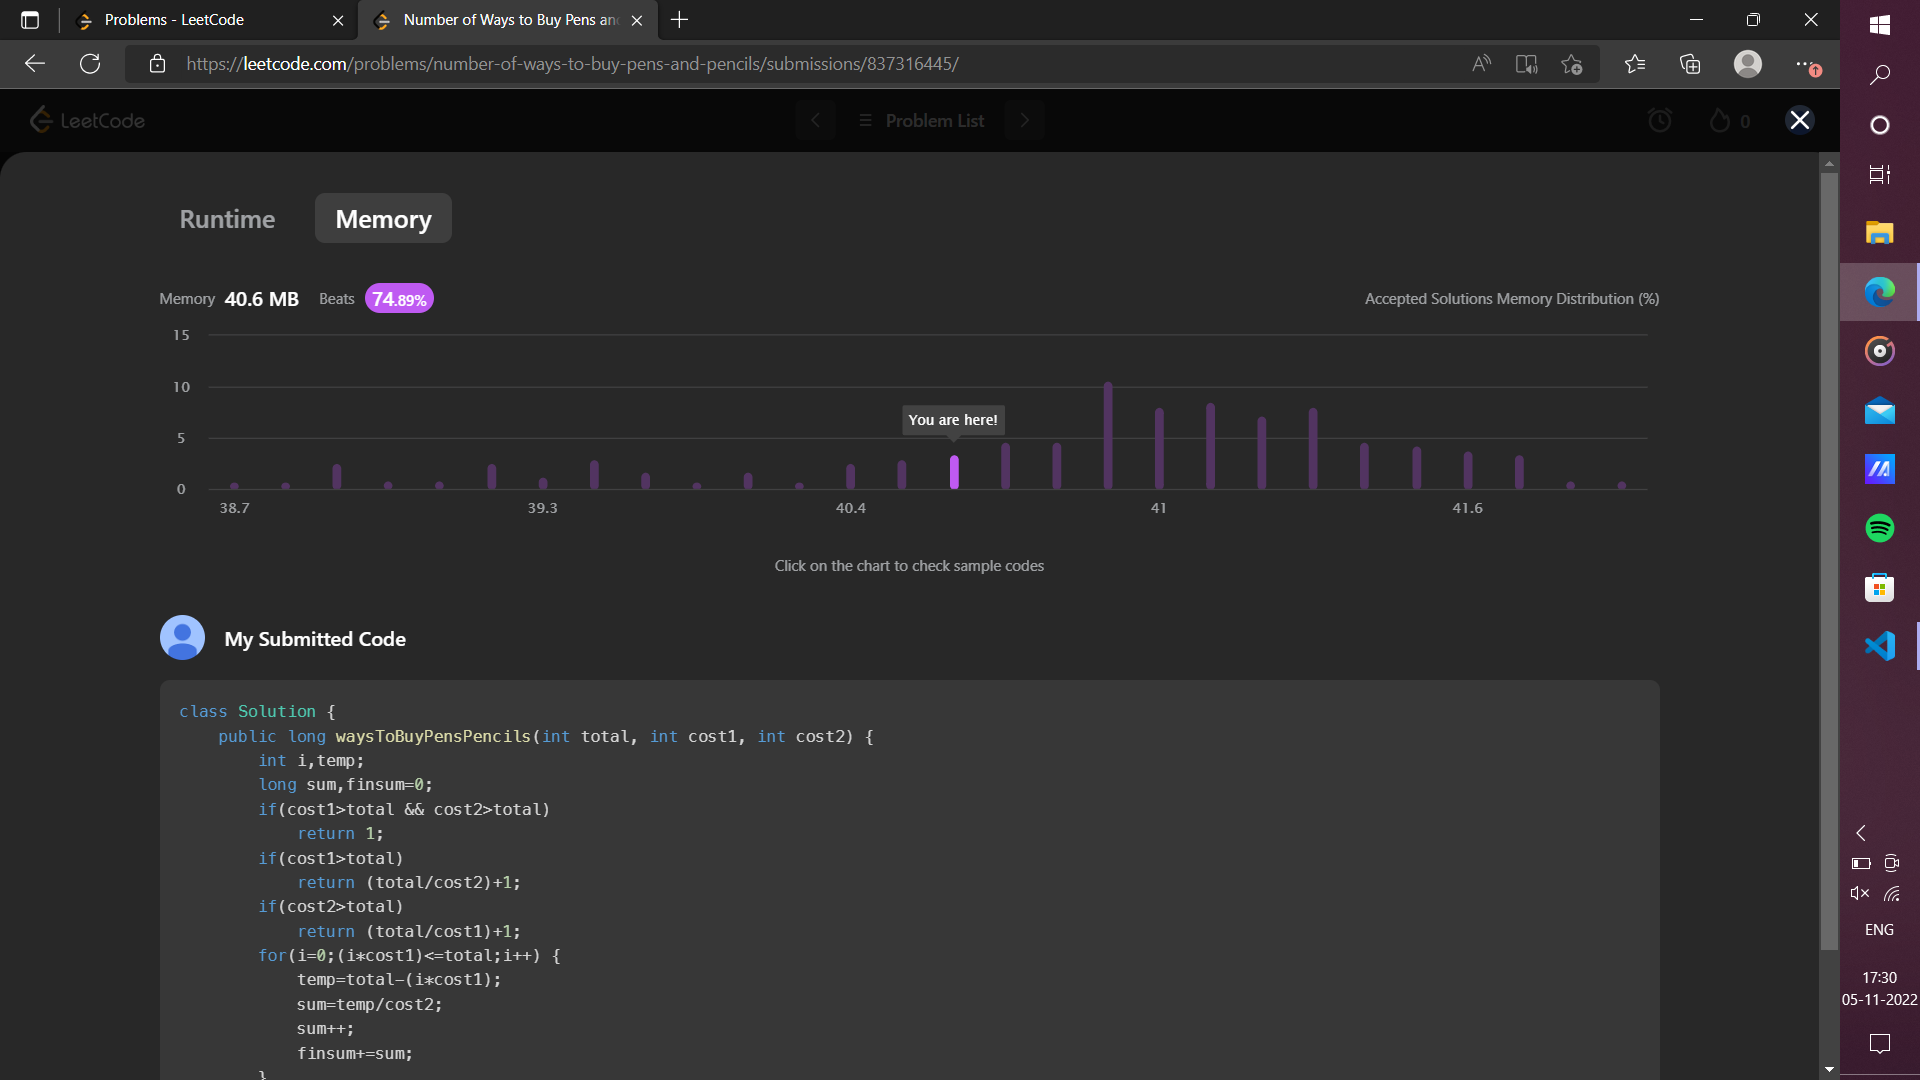 Problems - LeetCode
Number of Ways to Buy Pens an
https://leetcode.com/problems/number-of-ways-to-buy-pens-and-pencils/submissions/837316445/
LeetCode
Problem List
0
Runtime
Memory
Memory 40.6 MB Beats 74.89%
Accepted Solutions Memory Distribution (%)
15
10
5
0
You are here!
38.7 39.3 40.4 41 41.6
Click on the chart to check sample codes
My Submitted Code
class Solution {
    public long waysToBuyPensPencils(int total, int cost1, int cost2) {
        int i,temp;
        long sum,finsum=0;
        if(cost1>total && cost2>total)
            return 1;
        if(cost1>total)
            return (total/cost2)+1;
        if(cost2>total)
            return (total/cost1)+1;
        for(i=0;(i*cost1)<=total;i++) {
            temp=total-(i*cost1);
            sum=temp/cost2;
            sum++;
            finsum+=sum;
        }
ENG
17:30
05-11-2022